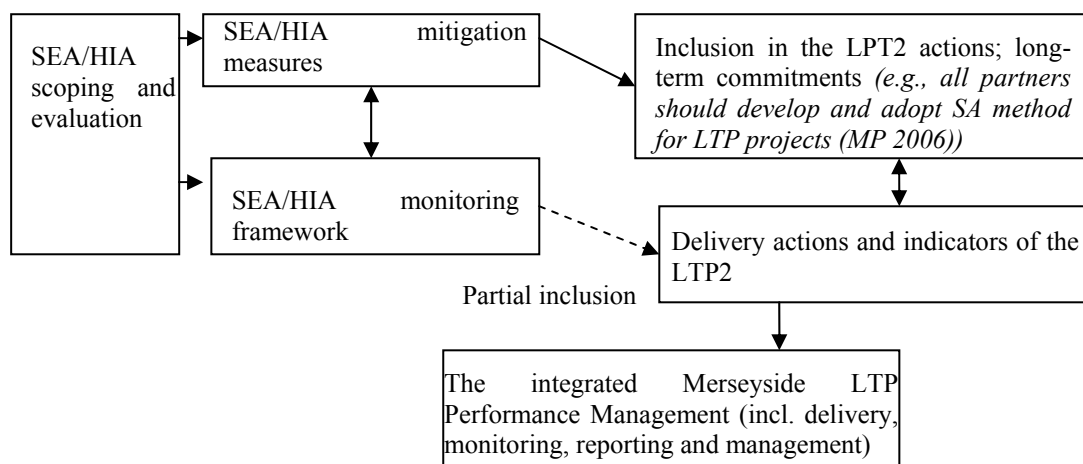 SEA/HIA
scoping and
evaluation
SEA/HIA mitigation
measures
SEA/HIA monitoring
framework
Inclusion in the LPT2 actions; long-
term commitments (e.g., all partners
should develop and adopt SA method
for LTP projects (MP 2006))
Delivery actions and indicators of the
LTP2
Partial inclusion
The integrated Merseyside LTP
Performance Management (incl. delivery,
monitoring, reporting and management)